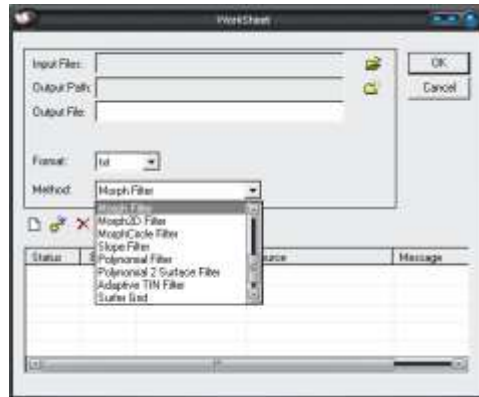 WorkSheet
Input Files:
OK
Output Path:
Cancel
Output File:
Format: txt
Method: Morph Filter
Morph Filter
Morph2D Filter
MorphCircle Filter
Slope Filter
Polynomial Filter
Polynomial 2 Surface Filter
Adaptive TIN Filter
Surfer Grid
Status
Message